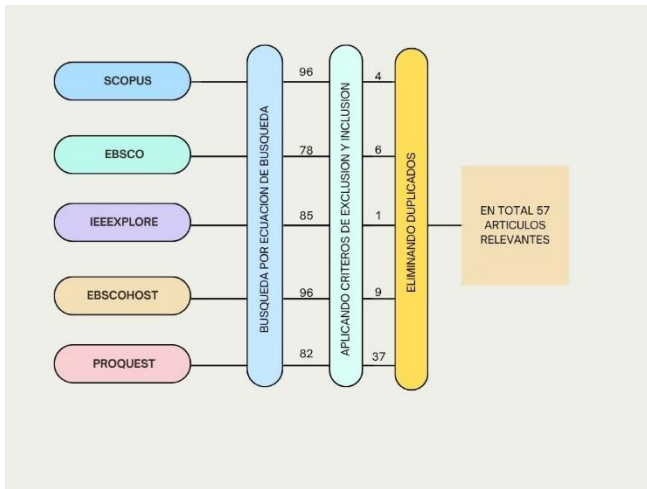 SCOPUS
96
4
EBSCO
78
6
IEEEXPLORE
85
1
EBSCOHOST
96
9
PROQUEST
82
37
BUSQUEDA POR ECUACION DE BUSQUEDA
APLICANDO CRITEROS DE EXCLUSION Y INCLUSION
ELIMINANDO DUPLICADOS
EN TOTAL 57
ARTICULOS
RELEVANTES